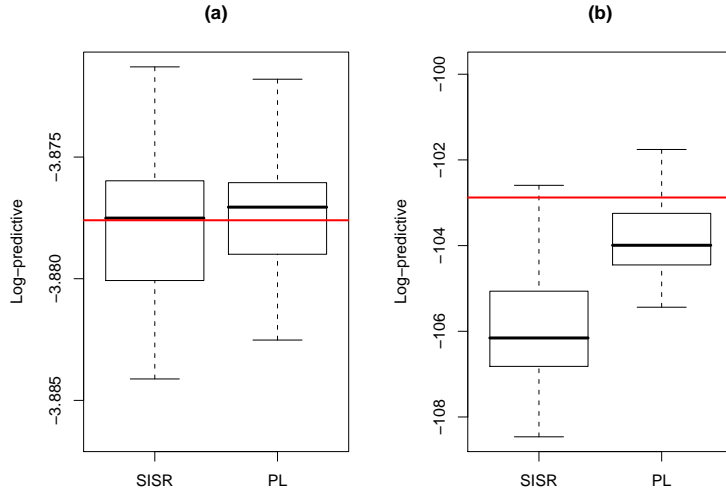 (a)
Log−predictive
−3.875
−3.880
−3.885
SISR
PL
(b)
Log−predictive
−100
−102
−104
−106
−108
SISR
PL